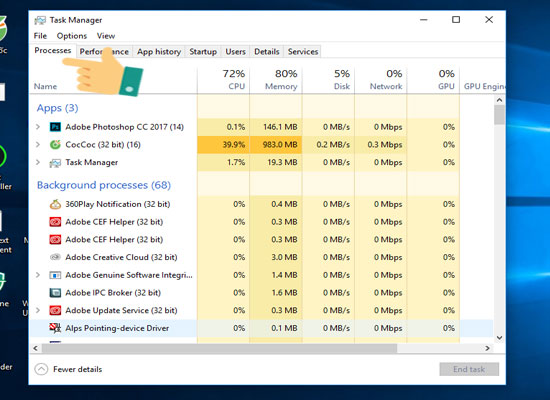 Task Manager
File Options View
Processes Performance App history Startup Users Details Services
72% 80% 5% 0% 0%
Name CPU Memory Disk Network GPU GPU Engine
Apps (3)
Adobe Photoshop CC 2017 (14) 0.1% 146.1 MB 0 MB/s 0 Mbps 0%
CocCoc (32 bit) (16) 39.9% 983.0 MB 0.2 MB/s 0.3 Mbps 0%
Task Manager 1.7% 19.3 MB 0 MB/s 0 Mbps 0%
Background processes (68)
360Play Notification (32 bit) 0% 0.4 MB 0 MB/s 0 Mbps 0%
Adobe CEF Helper (32 bit) 0% 0.3 MB 0 MB/s 0 Mbps 0%
Adobe CEF Helper (32 bit) 0% 0.3 MB 0 MB/s 0 Mbps 0%
Adobe Creative Cloud (32 bit) 0% 3.0 MB 0 MB/s 0 Mbps 0%
Adobe Genuine Software Integri... 0% 1.4 MB 0 MB/s 0 Mbps 0%
Adobe IPC Broker (32 bit) 0% 1.6 MB 0 MB/s 0 Mbps 0%
Adobe Update Service (32 bit) 0% 0.3 MB 0 MB/s 0 Mbps 0%
Alps Pointing-device Driver 0% 0.1 MB 0 MB/s 0 Mbps 0%
Fewer details
End task